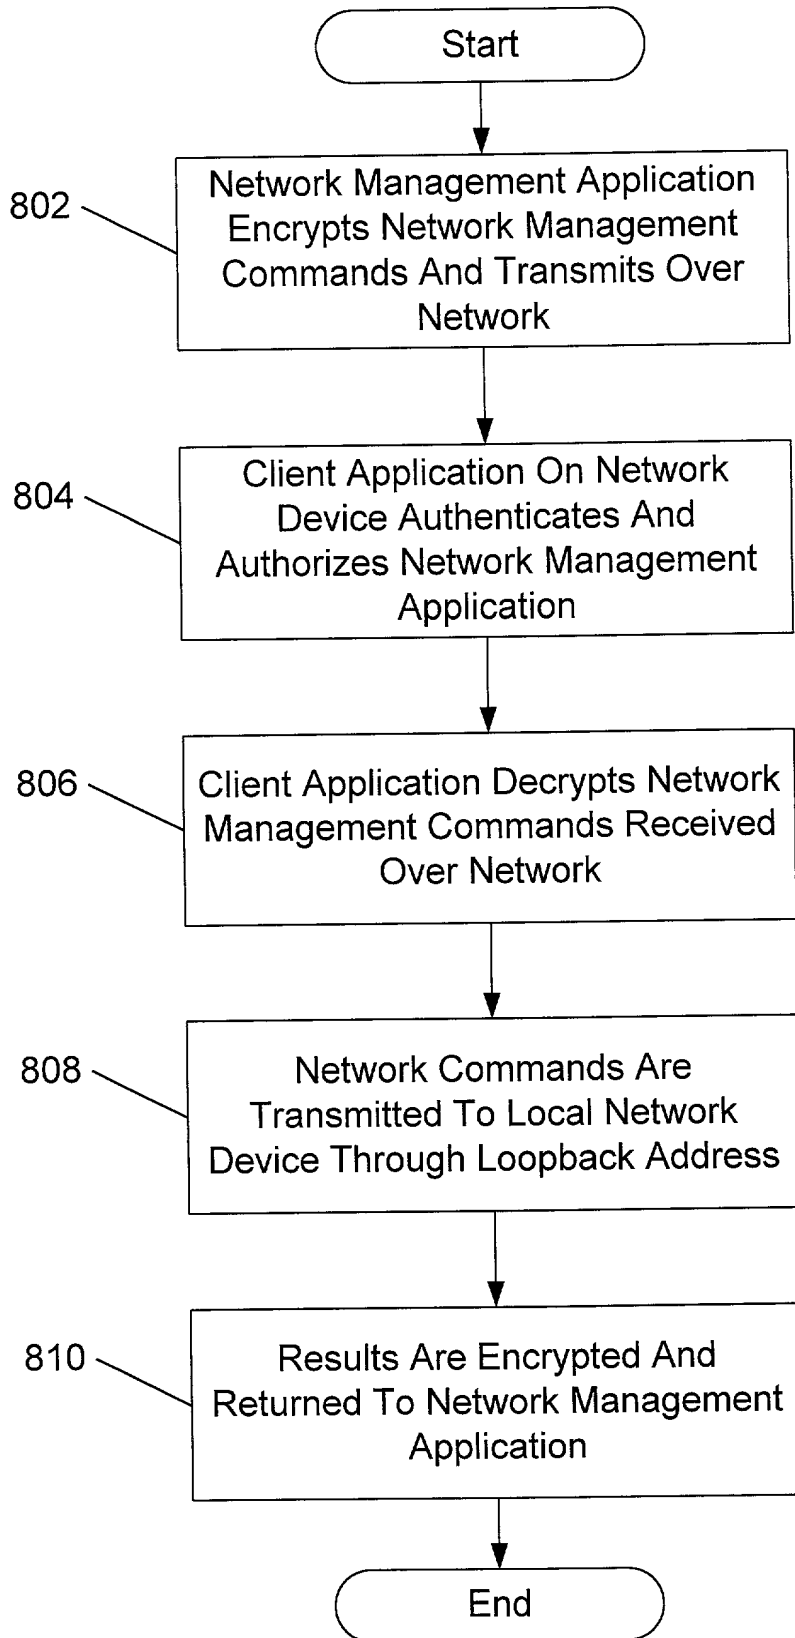 Start
802
Network Management Application
Encrypts Network Management
Commands And Transmits Over
Network
804
Client Application On Network
Device Authenticates And
Authorizes Network Management
Application
806
Client Application Decrypts Network
Management Commands Received
Over Network
808
Network Commands Are
Transmitted To Local Network
Device Through Loopback Address
810
Results Are Encrypted And
Returned To Network Management
Application
End